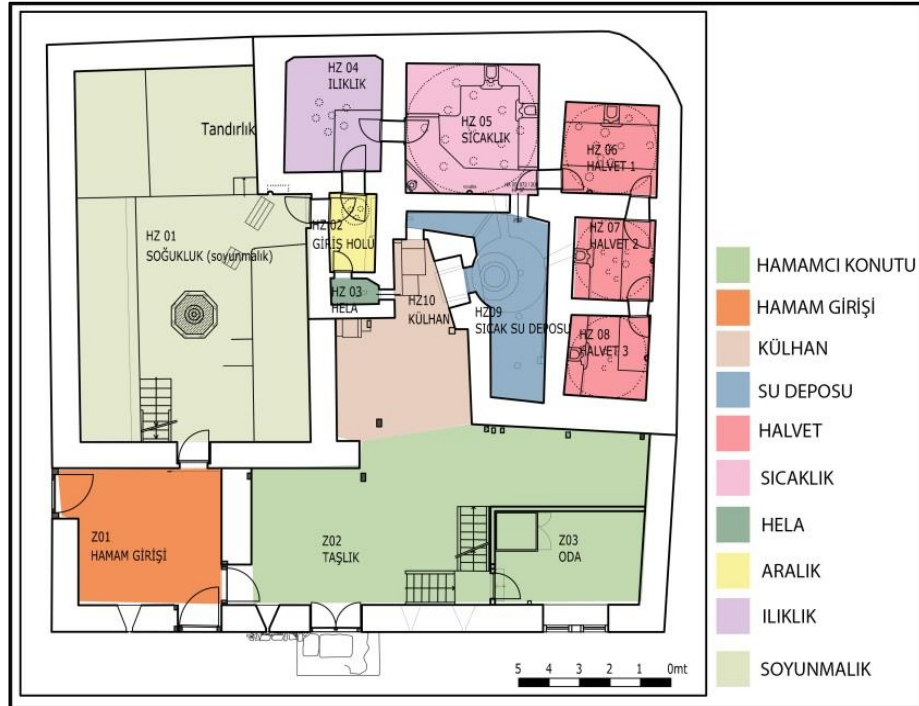 HZ 04
ILIKLIK
Tandırlık
HZ 05
SICAKLIK
HZ 06
HALVET 1
HZ 02
GİRİŞ HOLÜ
HZ 01
SOĞUKLUK (soyunmalık)
HZ 07
HALVET 2
HZ 03
HELA
HZ10
KÜLHAN
HZ09
SICAK SU DEPOSU
HZ 08
HALVET 3
Z01
HAMAM GİRİŞİ
Z02
TAŞLIK
Z03
ODA
5 4 3 2 1 0mt
HAMAMCI KONUTU
HAMAM GİRİŞİ
KÜLHAN
SU DEPOSU
HALVET
SICAKLIK
HELA
ARALIK
ILIKLIK
SOYUNMALIK